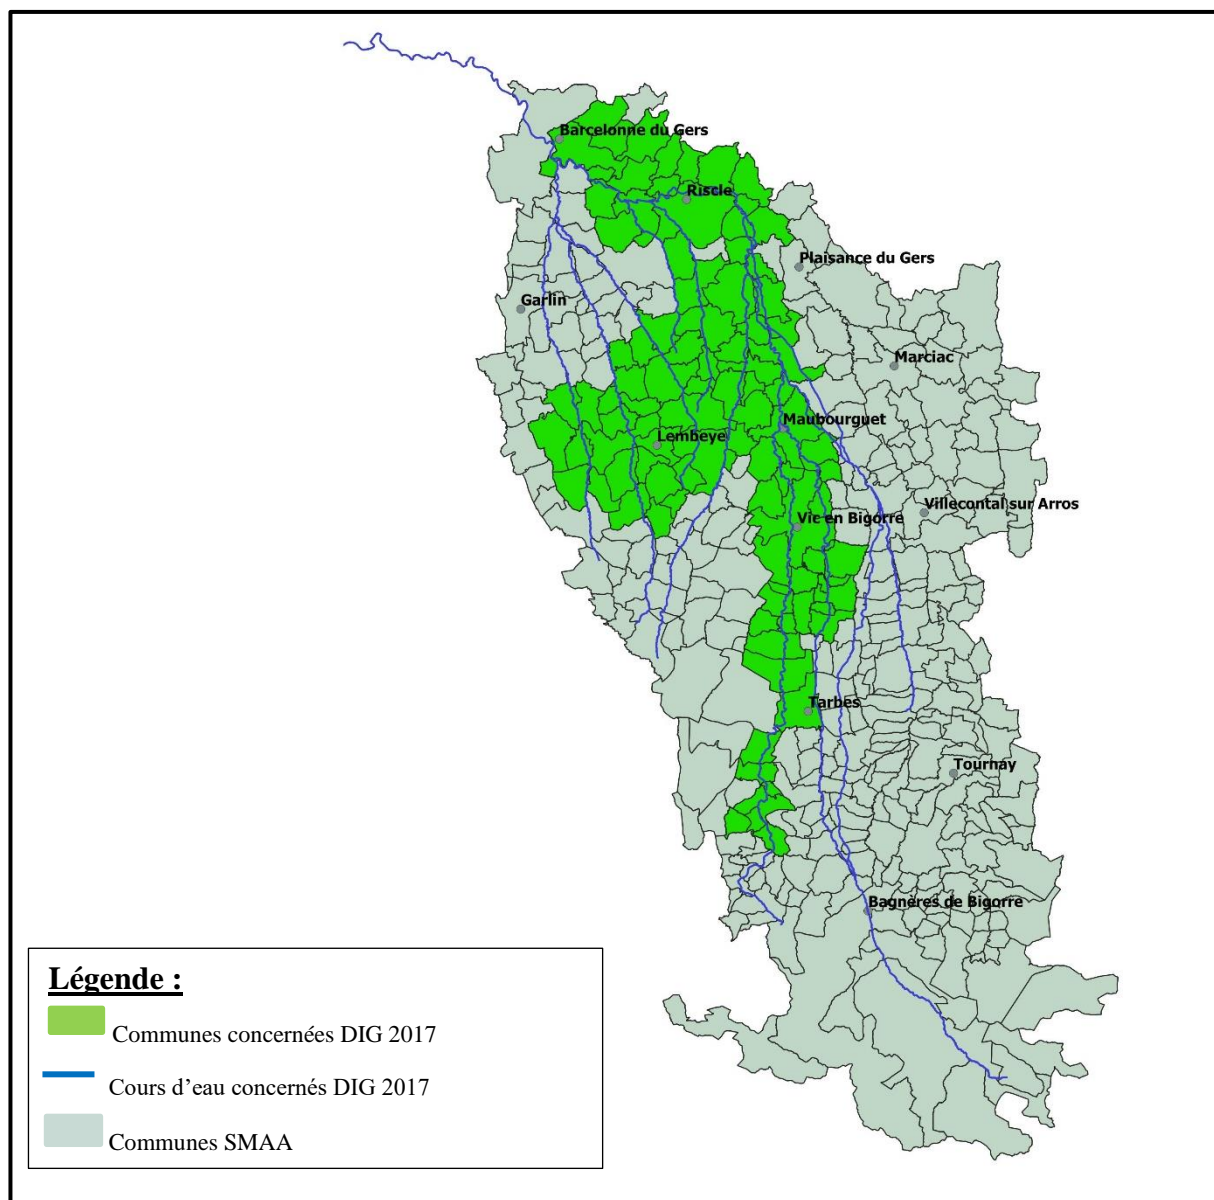 Barcelonne du Gers
Riscle
Plaisance du Gers
Garlin
Marciac
Maubourguet
Lembeye
Villecontal sur Arros
Vic en Bigorre
Tarbes
Tournay
Bagnères de Bigorre
Légende :
Communes concernées DIG 2017
Cours d’eau concernés DIG 2017
Communes SMAA